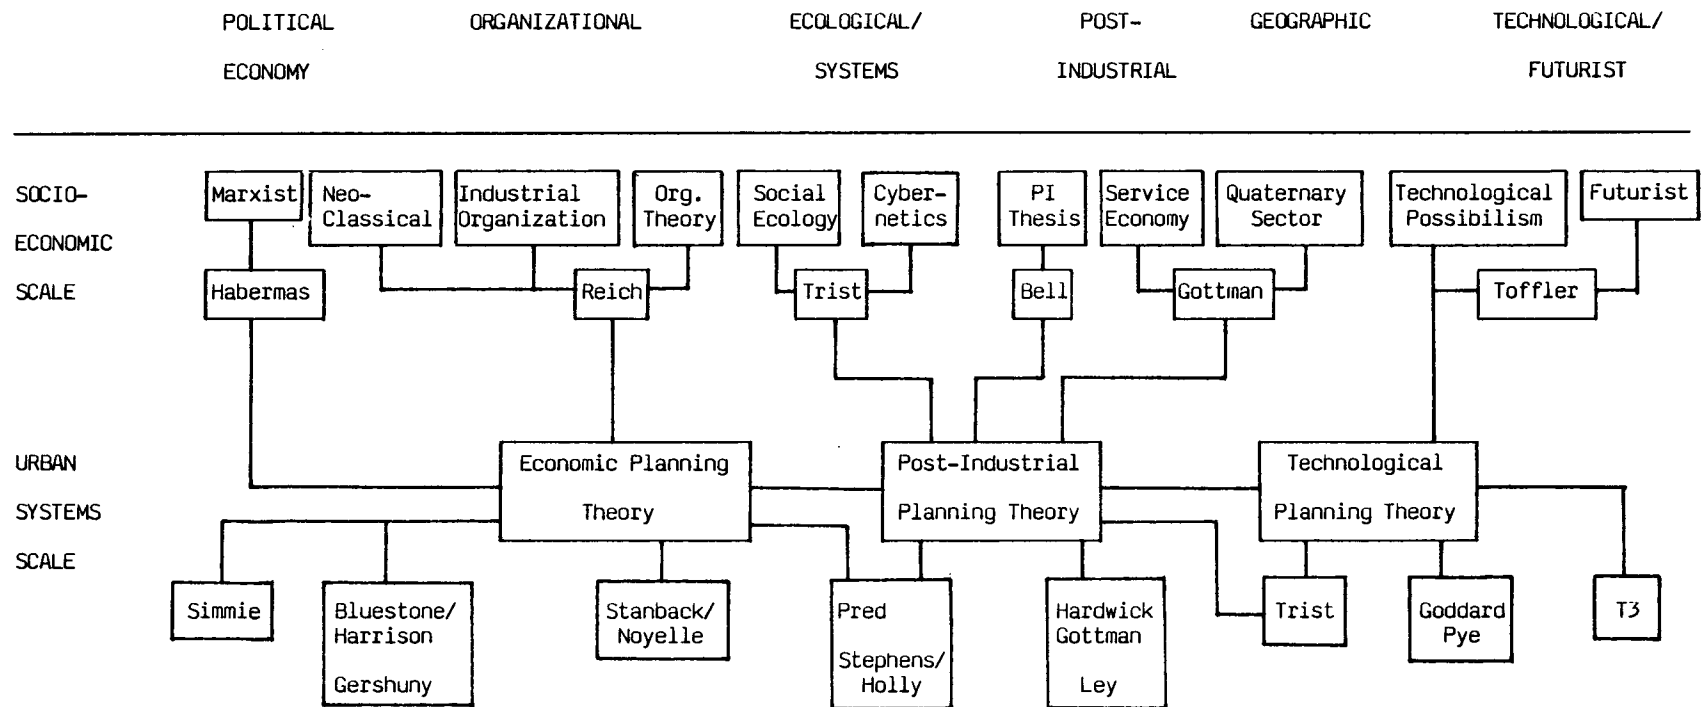 POLITICAL ORGANIZATIONAL ECOLOGICAL/ POST- GEOGRAPHIC TECHNOLOGICAL/
ECONOMY SYSTEMS INDUSTRIAL FUTURIST
SOCIO-
ECONOMIC
SCALE
Marxist
Neo-
Classical
Industrial
Organization
Org.
Theory
Social
Ecology
Cyber-
netics
PI
Thesis
Service
Economy
Quaternary
Sector
Technological
Possibilism
Futurist
Habermas
Reich
Trist
Bell
Gottman
Toffler
URBAN
SYSTEMS
SCALE
Economic Planning
Theory
Post-Industrial
Planning Theory
Technological
Planning Theory
Simmie
Bluestone/
Harrison
Gershuny
Stanback/
Noyelle
Pred
Stephens/
Holly
Hardwick
Gottman
Ley
Trist
Goddard
Pye
T3